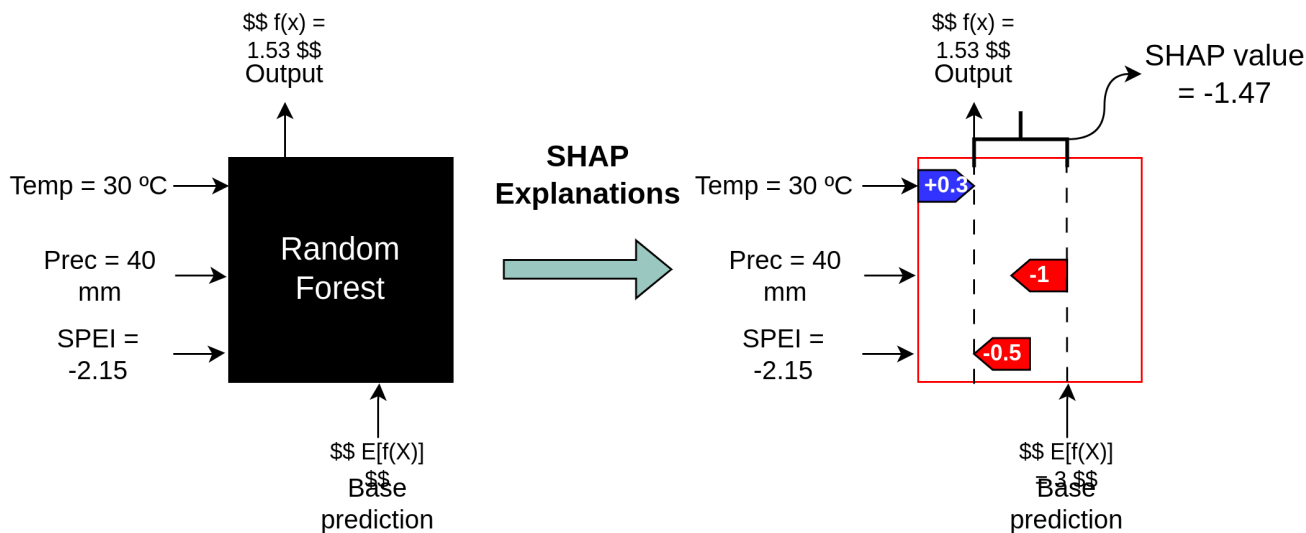 $$ f(x) =
1.53 $$
Output
Temp = 30 ºC
Prec = 40
mm
SPEI =
-2.15
Random
Forest
$$ E[f(X)]
$$
Base
prediction
SHAP
Explanations
$$ f(x) =
1.53 $$
Output
SHAP value
= -1.47
Temp = 30 ºC
+0.3
Prec = 40
mm
-1
SPEI =
-2.15
-0.5
$$ E[f(X)]
= 3 $$
Base
prediction